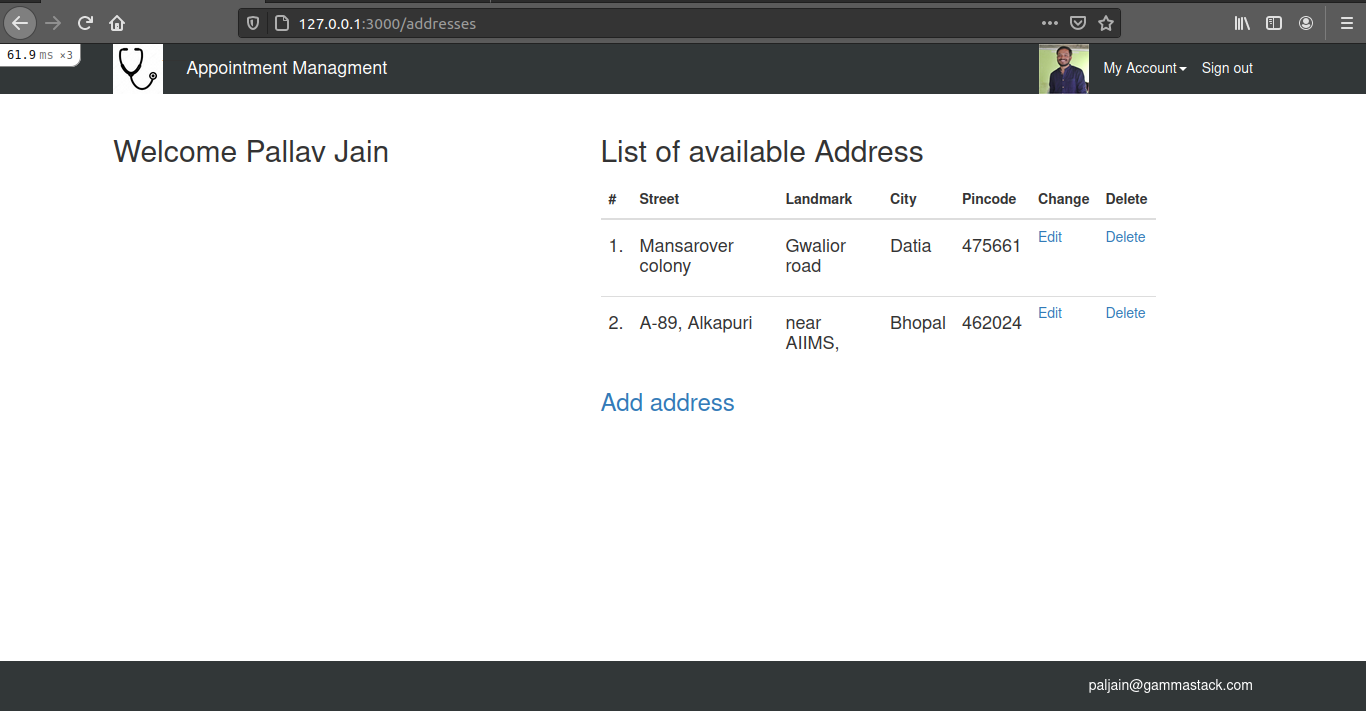 127.0.0.1:3000/addresses
61.9 ms ×3
Appointment Managment
My Account
Sign out
Welcome Pallav Jain
List of available Address
# Street Landmark City Pincode Change Delete
1. Mansarover Gwalior Datia 475661 Edit Delete
colony road
2. A-89, Alkapuri near Bhopal 462024 Edit Delete
AIIMS,
Add address
paljain@gammastack.com